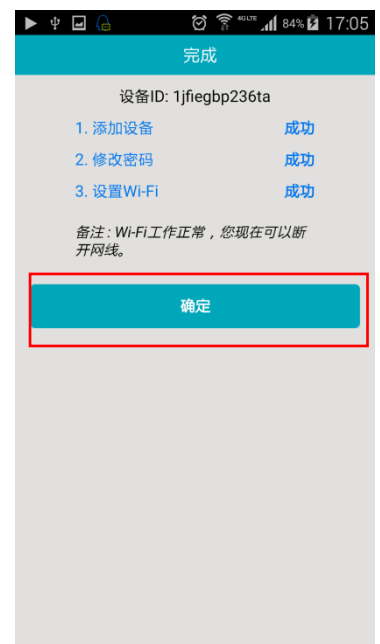 4G LTE 84% 17:05
完成
设备ID: 1jfiegbp236ta
1. 添加设备 成功
2. 修改密码 成功
3. 设置Wi-Fi 成功
备注 : Wi-Fi工作正常，您现在可以断
开网线。
确定